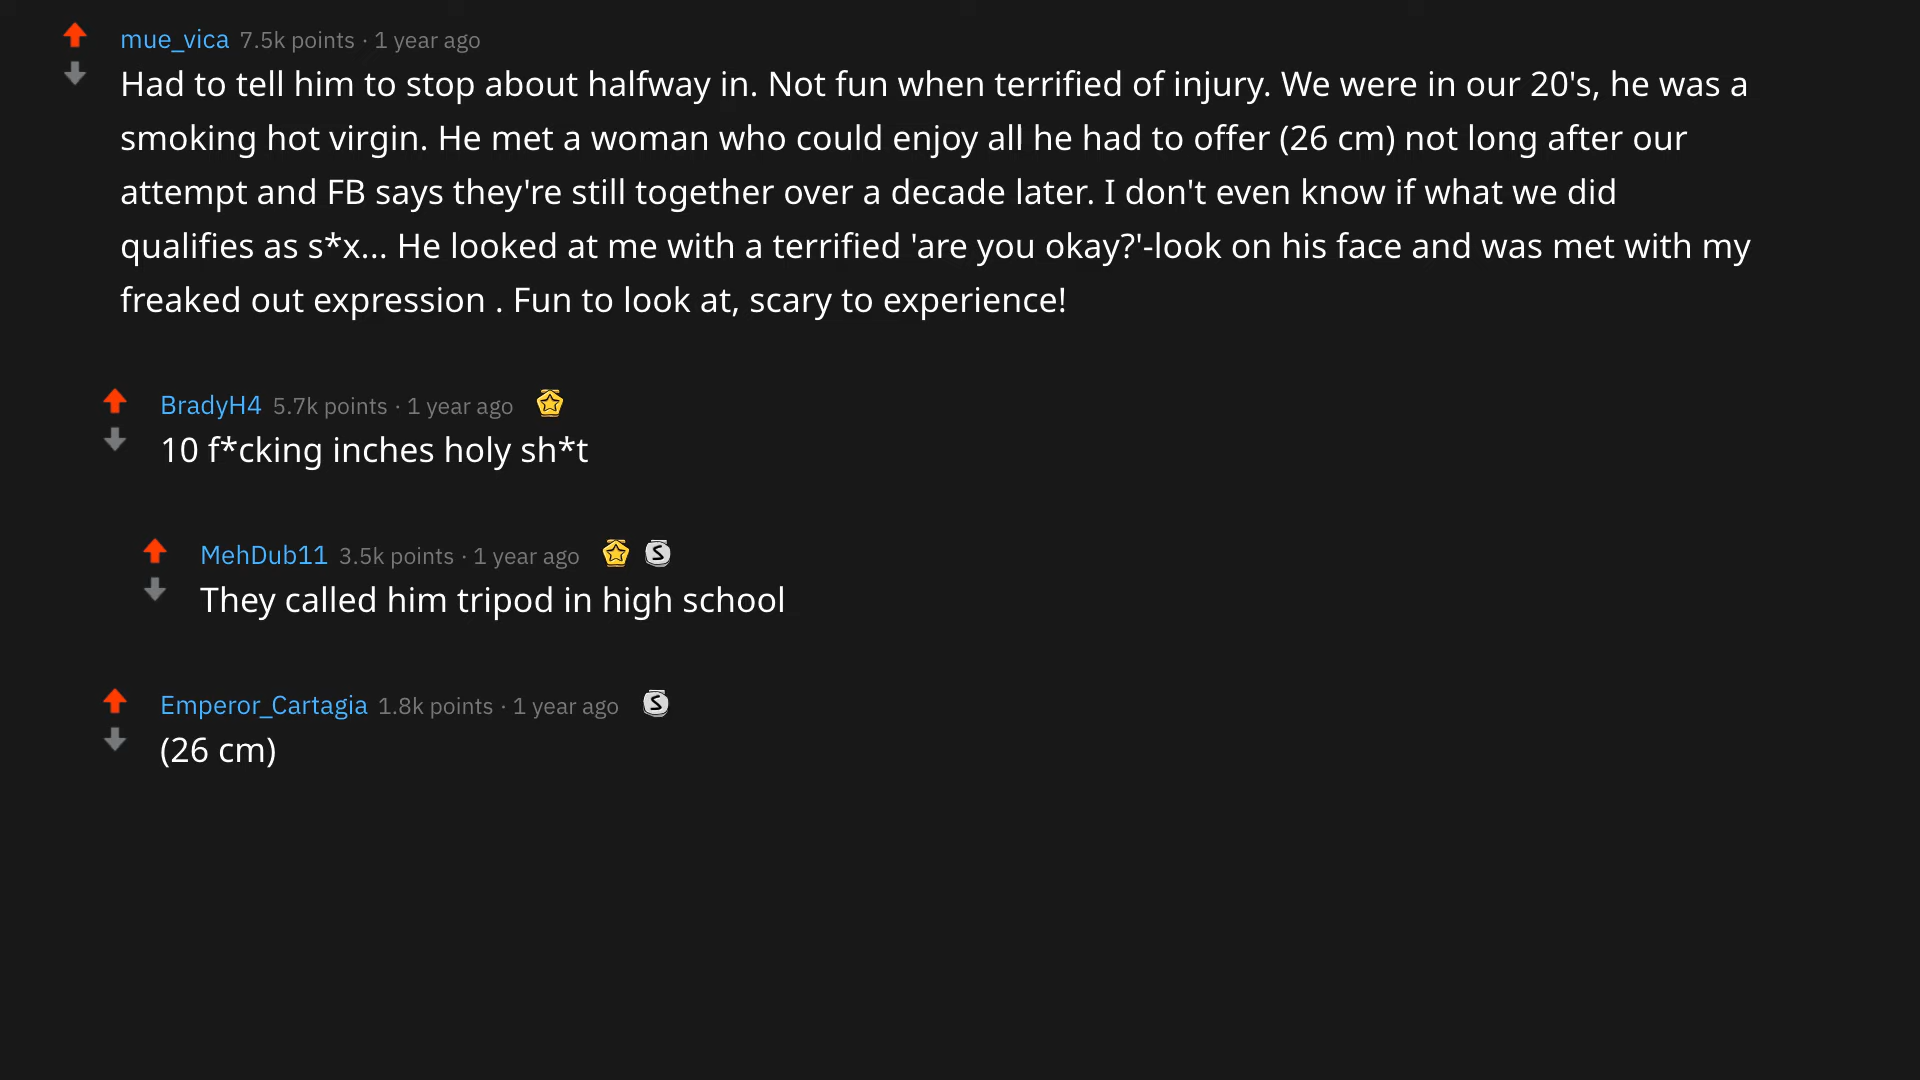 mue_vica 7.5k points · 1 year ago
Had to tell him to stop about halfway in. Not fun when terrified of injury. We were in our 20's, he was a
smoking hot virgin. He met a woman who could enjoy all he had to offer (26 cm) not long after our
attempt and FB says they're still together over a decade later. I don't even know if what we did
qualifies as s*x... He looked at me with a terrified 'are you okay?'-look on his face and was met with my
freaked out expression . Fun to look at, scary to experience!
BradyH4 5.7k points · 1 year ago
10 f*cking inches holy sh*t
MehDub11 3.5k points · 1 year ago S
They called him tripod in high school
Emperor_Cartagia 1.8k points · 1 year ago S
(26 cm)